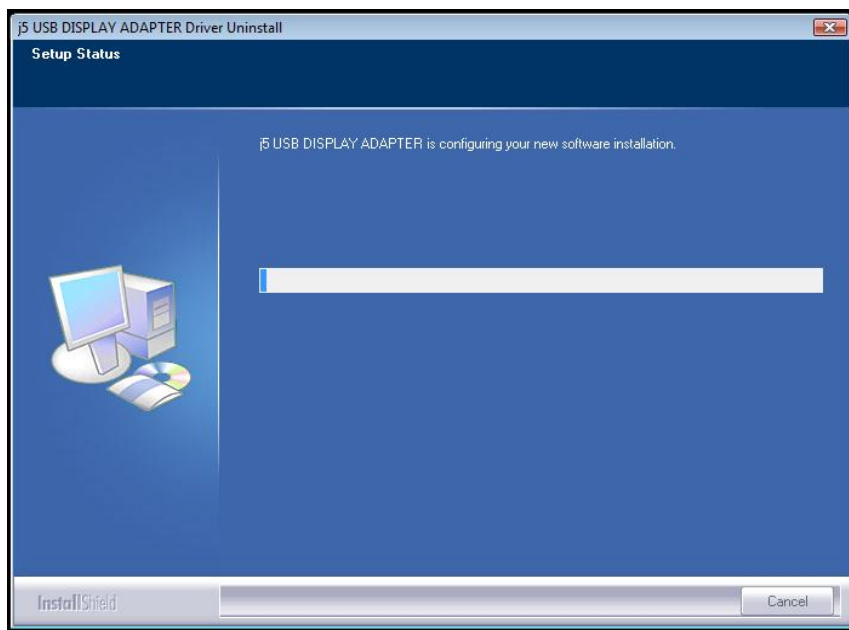 j5 USB DISPLAY ADAPTER Driver Uninstall
Setup Status
j5 USB DISPLAY ADAPTER is configuring your new software installation.
InstallShield
Cancel